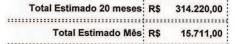 Total Estimado 20 meses R$ 314.220,00
Total Estimado Mês R$ 15.711,00